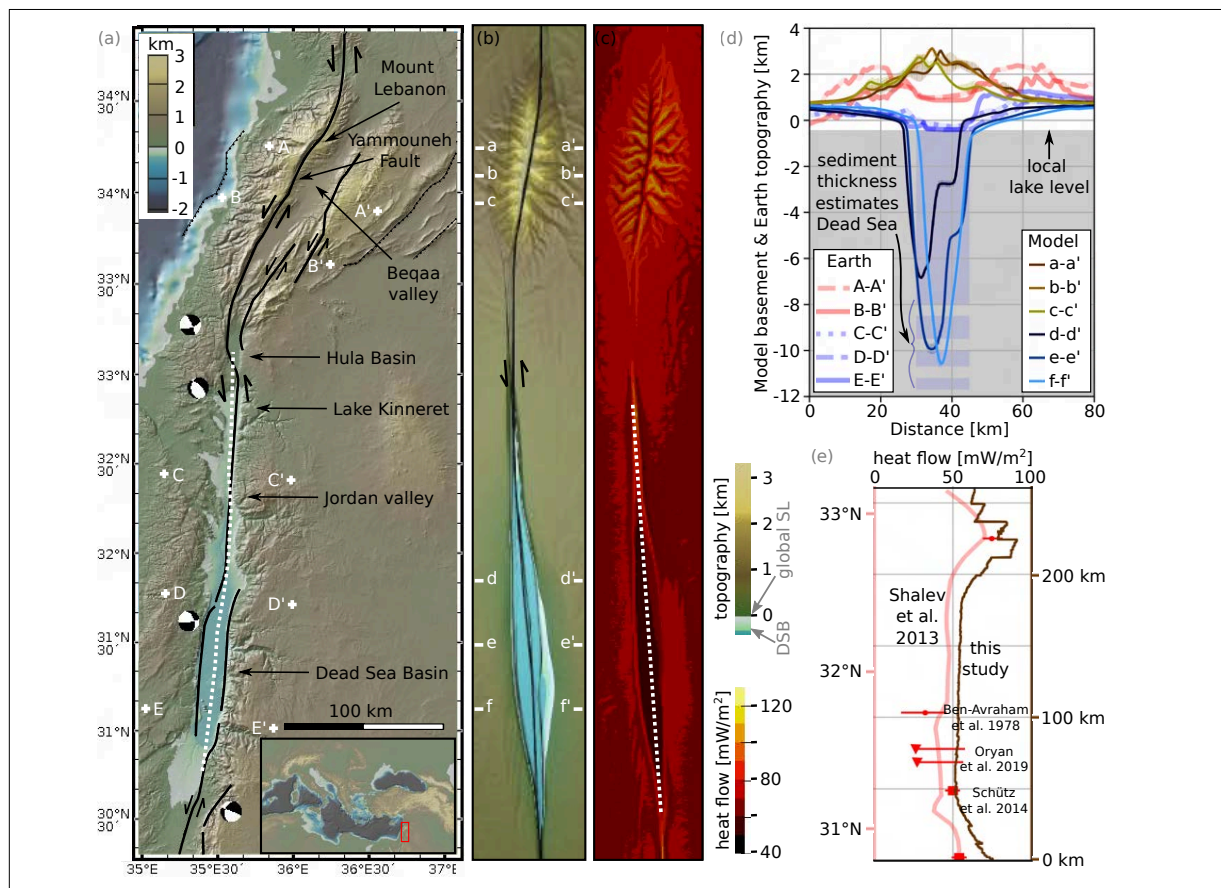 (a)
km
3
2
1
0
-1
-2
34°N
30´
34°N
33°N
30´
33°N
32°N
30´
32°N
31°N
30´
31°N
30°N
30´
35°E
35°E30´
36°E
36°E30´
37°E
Mount
Lebanon
Yammouneh
Fault
A
B
A'
B'
Beqaa
valley
Hula Basin
Lake Kinneret
C
C'
Jordan valley
D
D'
Dead Sea Basin
E
E'
100 km
(b)
a
b
c
d
e
f
(c)
a'
b'
c'
d'
e'
f'
topography [km]
3
2
1
0
global SL
DSB
heat flow [mW/m²]
120
80
40
(d)
Model basement & Earth topography [km]
4
2
0
-2
-4
-6
-8
-10
-12
0
20
40
60
80
Distance [km]
sediment
thickness
estimates
Dead Sea
local
lake level
Earth
A-A'
B-B'
C-C'
D-D'
E-E'
Model
a-a'
b-b'
c-c'
d-d'
e-e'
f-f'
(e)
heat flow [mW/m²]
0
50
100
33°N
32°N
31°N
200 km
100 km
0 km
Shalev
et al.
2013
this
study
Ben-Avraham
et al. 1978
Oryan
et al. 2019
Schütz
et al. 2014